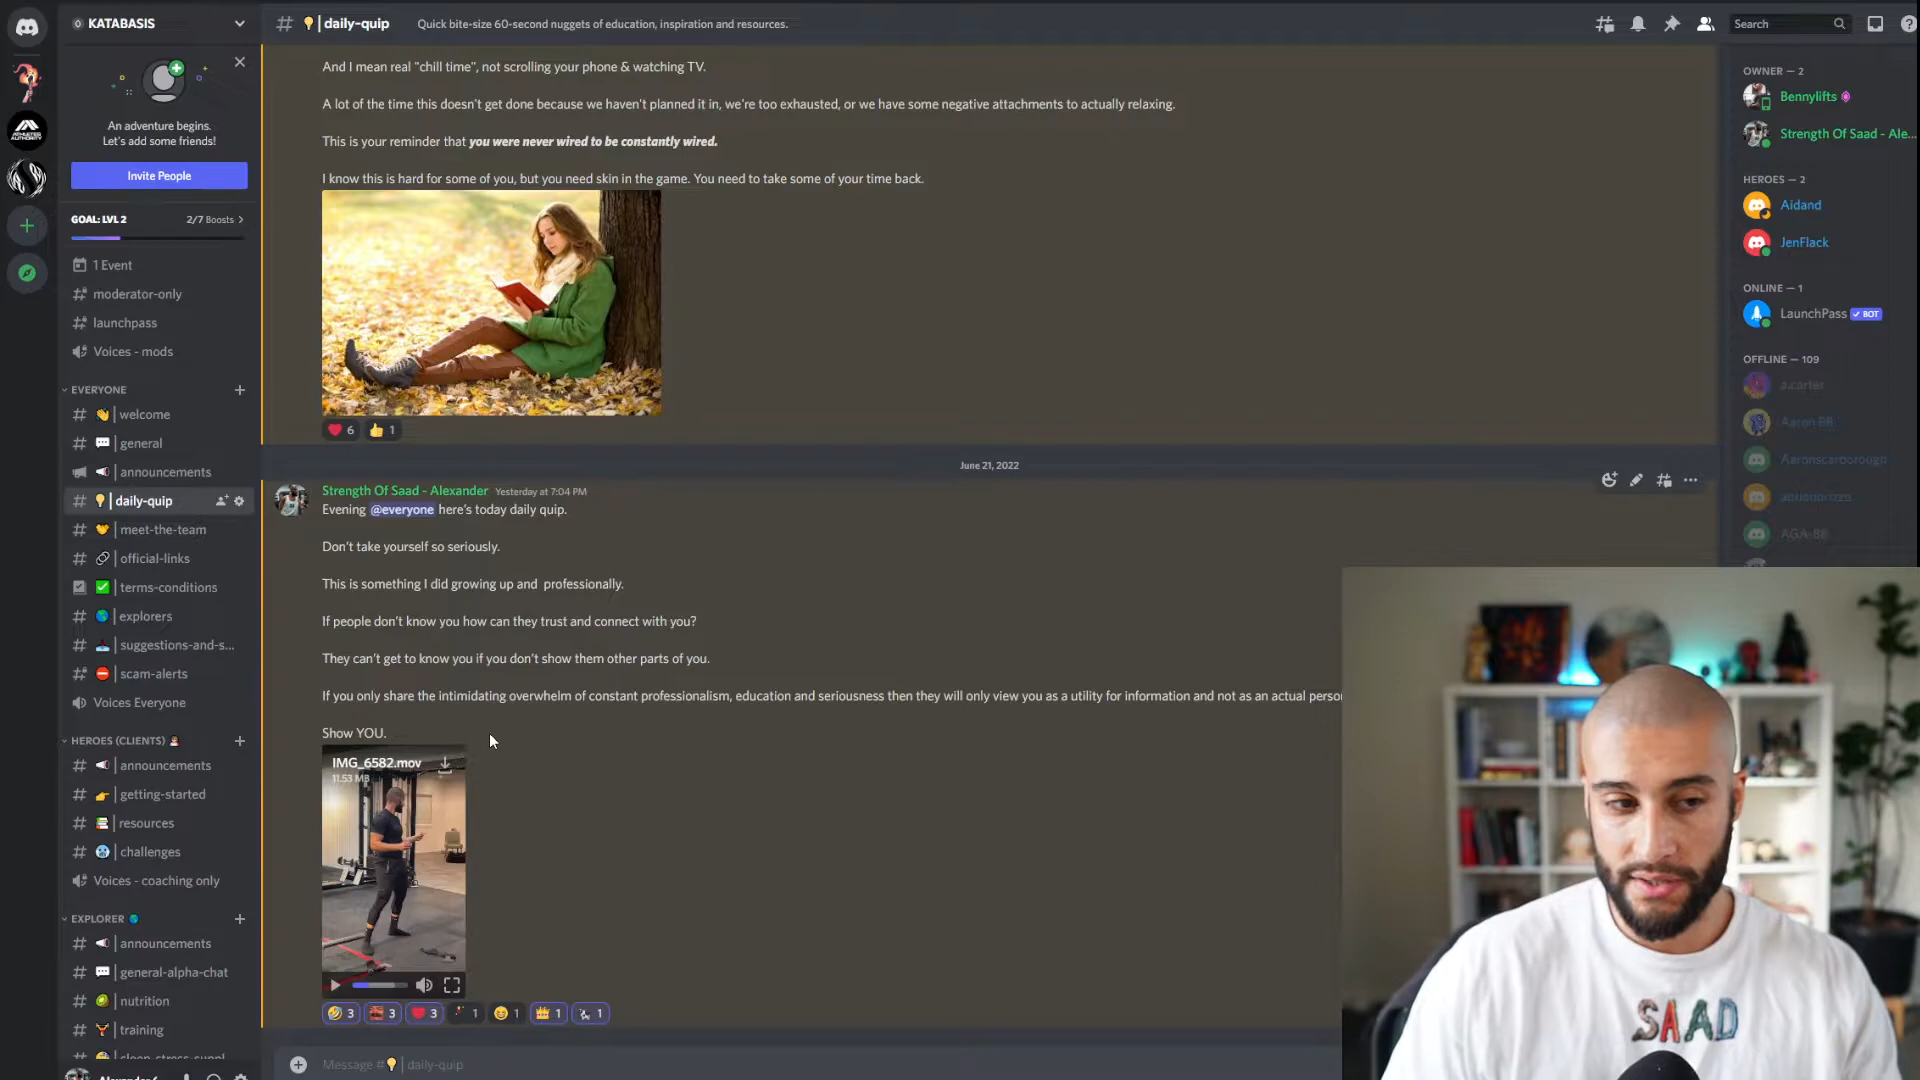 KATABASIS
daily-quip
Quick bite-size 60-second nuggets of education, inspiration and resources.
Search
An adventure begins.
Let's add some friends!
Invite People
GOAL: LVL 2
2/7 Boosts
1 Event
moderator-only
launchpass
Voices - mods
EVERYONE
welcome
general
announcements
daily-quip
meet-the-team
official-links
terms-conditions
explorers
suggestions-and-s...
scam-alerts
Voices Everyone
HEROES (CLIENTS)
announcements
getting-started
resources
challenges
Voices - coaching only
EXPLORER
announcements
general-alpha-chat
nutrition
training
And I mean real "chill time", not scrolling your phone & watching TV.
A lot of the time this doesn't get done because we haven't planned it in, we're too exhausted, or we have some negative attachments to actually relaxing.
This is your reminder that you were never wired to be constantly wired.
I know this is hard for some of you, but you need skin in the game. You need to take some of your time back.
6
1
June 21, 2022
Strength Of Saad - Alexander Yesterday at 7:04 PM
Evening @everyone here's today daily quip.
Don't take yourself so seriously.
This is something I did growing up and professionally.
If people don't know you how can they trust and connect with you?
They can't get to know you if you don't show them other parts of you.
If you only share the intimidating overwhelm of constant professionalism, education and seriousness then they will only view you as a utility for information and not as an actual person
Show YOU.
IMG_6582.mov
11.53 MB
3
3
3
1
1
1
1
Message # daily-quip
OWNER — 2
Bennylifts
Strength Of Saad - Ale...
HEROES — 2
Aidand
JenFlack
ONLINE — 1
LaunchPass BOT
OFFLINE — 109
a.carter
Aaron BB
Aaronscarborough
AGA-88
SAAD